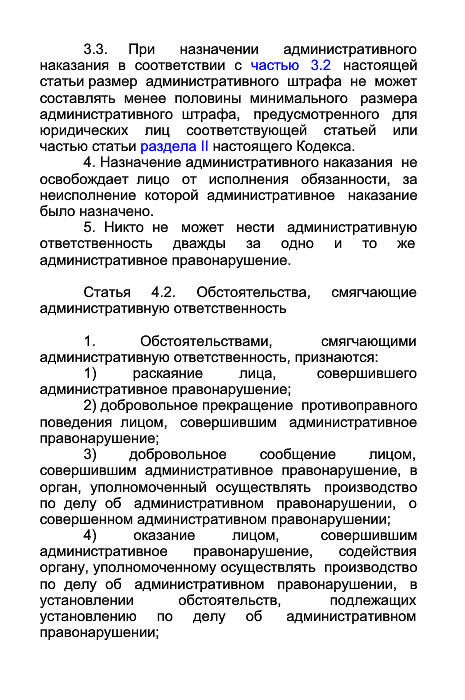 3.3. При назначении административного
наказания в соответствии с частью 3.2 настоящей
статьи размер административного штрафа не может
составлять менее половины минимального размера
административного штрафа, предусмотренного для
юридических лиц соответствующей статьей или
частью статьи раздела II настоящего Кодекса.
4. Назначение административного наказания не
освобождает лицо от исполнения обязанности, за
неисполнение которой административное наказание
было назначено.
5. Никто не может нести административную
ответственность дважды за одно и то же
административное правонарушение.
Статья 4.2. Обстоятельства, смягчающие
административную ответственность
1. Обстоятельствами, смягчающими
административную ответственность, признаются:
1) раскаяние лица, совершившего
административное правонарушение;
2) добровольное прекращение противоправного
поведения лицом, совершившим административное
правонарушение;
3) добровольное сообщение лицом,
совершившим административное правонарушение, в
орган, уполномоченный осуществлять производство
по делу об административном правонарушении, о
совершенном административном правонарушении;
4) оказание лицом, совершившим
административное правонарушение, содействия
органу, уполномоченному осуществлять производство
по делу об административном правонарушении, в
установлении обстоятельств, подлежащих
установлению по делу об административном
правонарушении;